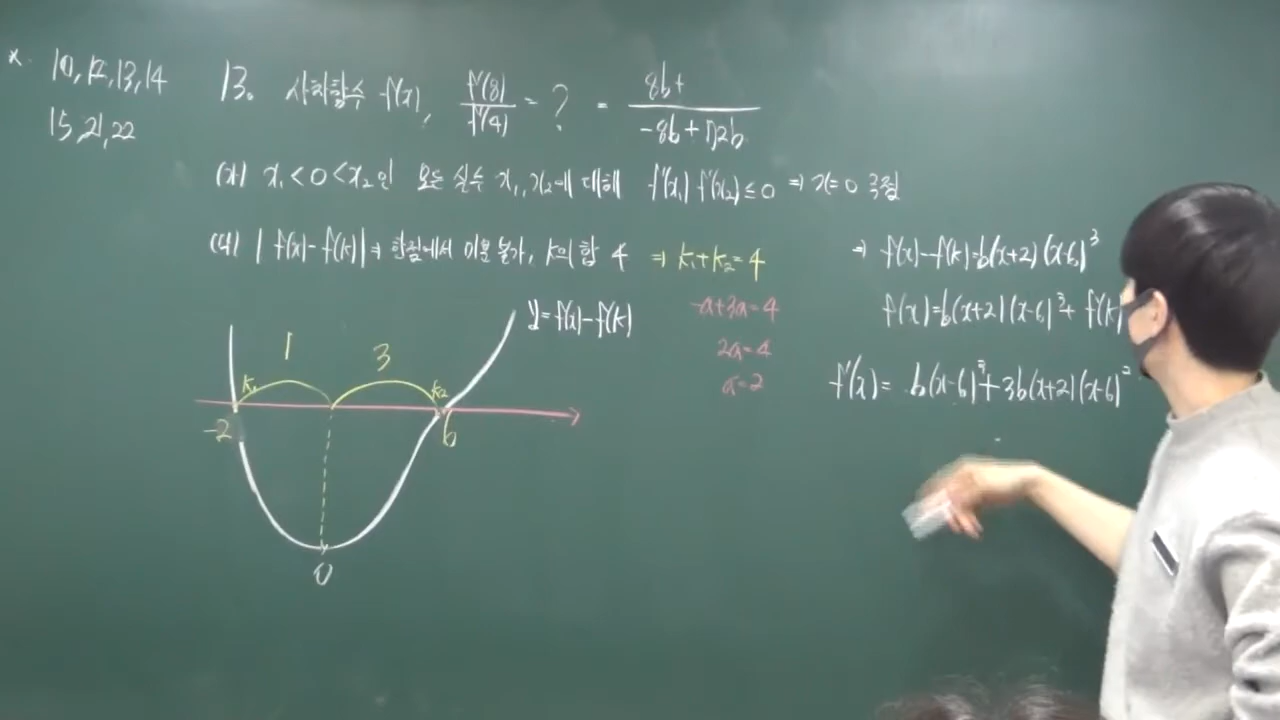 * 10, 12, 13, 14
15, 21, 22
13. 사차함수 f(x), f'(8)/f'(4) = ? = 8b+ / -8b+72b
(가) x₁<0<x₂인 모든 실수 x₁, x₂에 대해 f'(x₁) f'(x₂)≤0 ⇒ x=0 극점
(나) |f(x)-f(k)| ⇒ 한점에서 미분불가, k의 합 4 ⇒ k₁+k₂=4
-a+3a=4
2a=4
a=2
⇒ f(x)-f(k)=b(x+2)(x-6)³
f(x)=b(x+2)(x-6)³+f(k
f'(x)= b(x-6)³+3b(x+2)(x-6)²
y=f(x)-f(k)
1 3
k₁ k₂
-2 6
0